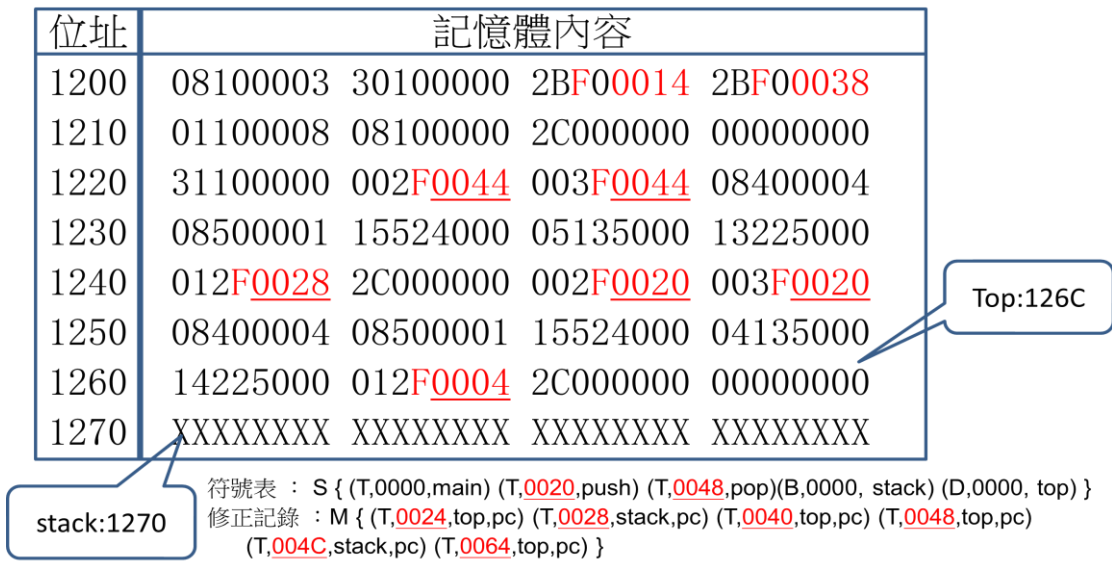 位址 記憶體內容
1200 08100003 30100000 2BF00014 2BF00038
1210 01100008 08100000 2C000000 00000000
1220 31100000 002F0044 003F0044 08400004
1230 08500001 15524000 05135000 13225000
1240 012F0028 2C000000 002F0020 003F0020
1250 08400004 08500001 15524000 04135000
1260 14225000 012F0004 2C000000 00000000
1270 XXXXXXXX XXXXXXXX XXXXXXXX XXXXXXXX
Top:126C
stack:1270
符號表 : S { (T,0000,main) (T,0020,push) (T,0048,pop)(B,0000, stack) (D,0000, top) }
修正記錄 : M { (T,0024,top,pc) (T,0028,stack,pc) (T,0040,top,pc) (T,0048,top,pc)
(T,004C,stack,pc) (T,0064,top,pc) }